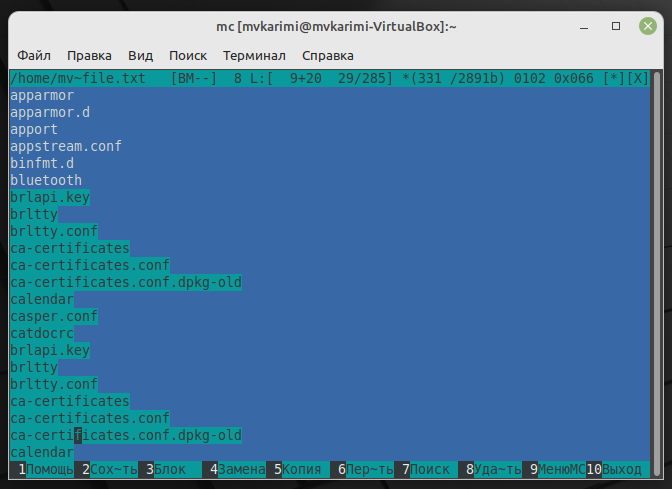 mc [mvkarimi@mvkarimi-VirtualBox]:~
Файл Правка Вид Поиск Терминал Справка
/home/mv~file.txt [BM--] 8 L:[ 9+20 29/285] *(331 /2891b) 0102 0x066 [*][X]
apparmor
apparmor.d
apport
appstream.conf
binfmt.d
bluetooth
brlapi.key
brltty
brltty.conf
ca-certificates
ca-certificates.conf
ca-certificates.conf.dpkg-old
calendar
casper.conf
catdocrc
brlapi.key
brltty
brltty.conf
ca-certificates
ca-certificates.conf
ca-certificates.conf.dpkg-old
calendar
1Помощь 2Сох~ть 3Блок 4Замена 5Копия 6Пер~ть 7Поиск 8Уда~ть 9МенюMC 10Выход